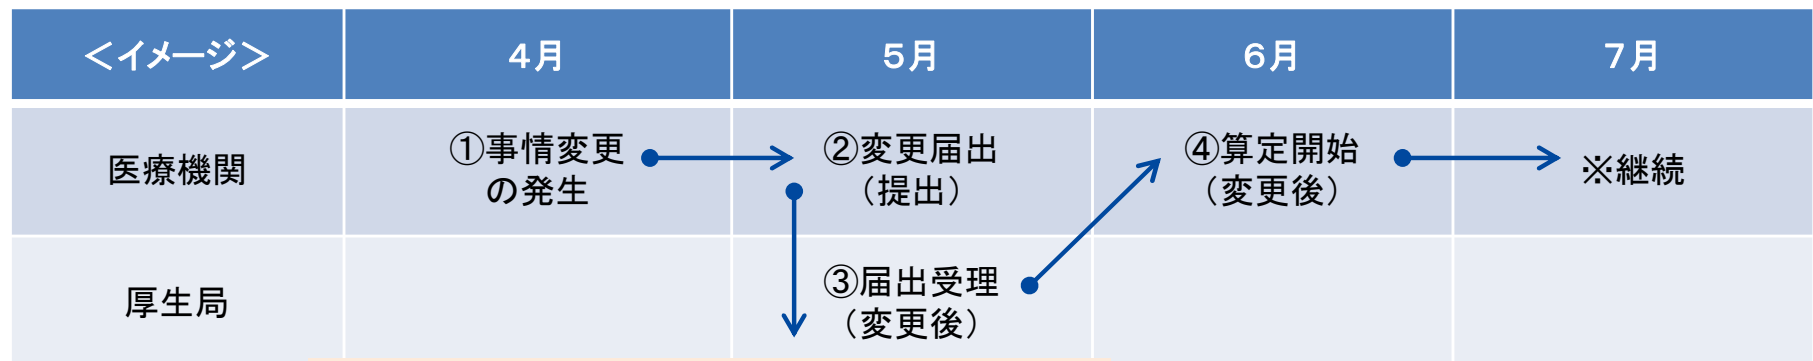 ＜イメージ＞
４月
５月
６月
７月
医療機関
①事情変更
の発生
②変更届出
（提出）
④算定開始
（変更後）
※継続
厚生局
③届出受理
（変更後）